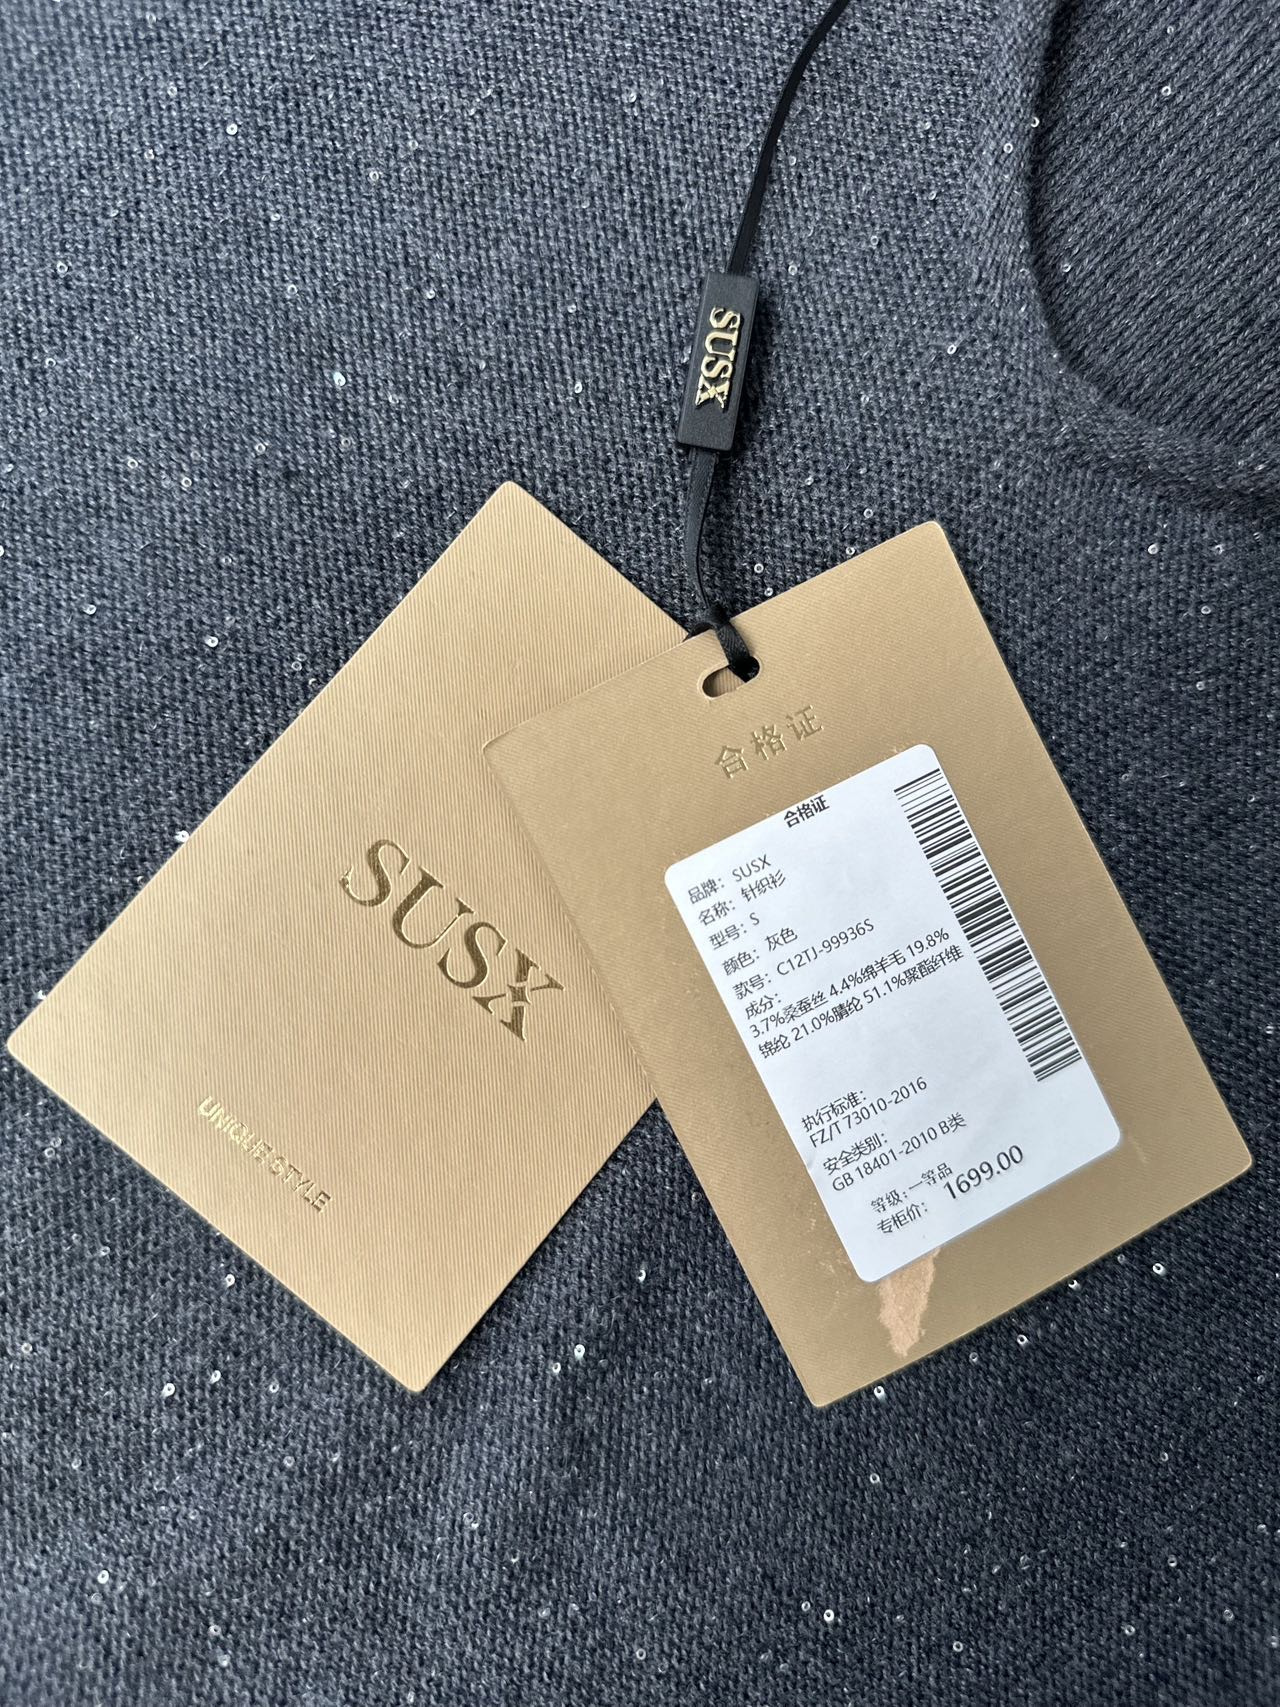 SUSX
SUSX
UNIQUE STYLE
合格证
合格证
品牌：SUSX
名称：针织衫
型号：S
颜色：灰色
款号：C12TJ-99936S
成分：
3.7%桑蚕丝 4.4%绵羊毛 19.8%
锦纶 21.0%腈纶 51.1%聚酯纤维
执行标准：
FZ/T 73010-2016
安全类别：
GB 18401-2010 B类
等级：一等品
专柜价：1699.00